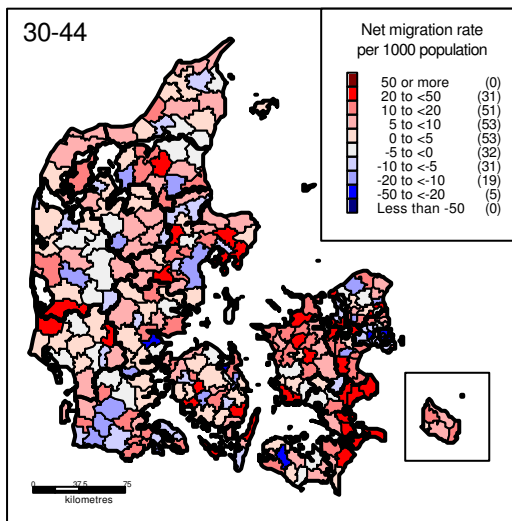 30-44
Net migration rate
per 1000 population
50 or more (0)
20 to <50 (31)
10 to <20 (51)
5 to <10 (53)
0 to <5 (53)
-5 to <0 (32)
-10 to <-5 (31)
-20 to <-10 (19)
-50 to <-20 (5)
Less than -50 (0)
0 37.5 75
kilometres